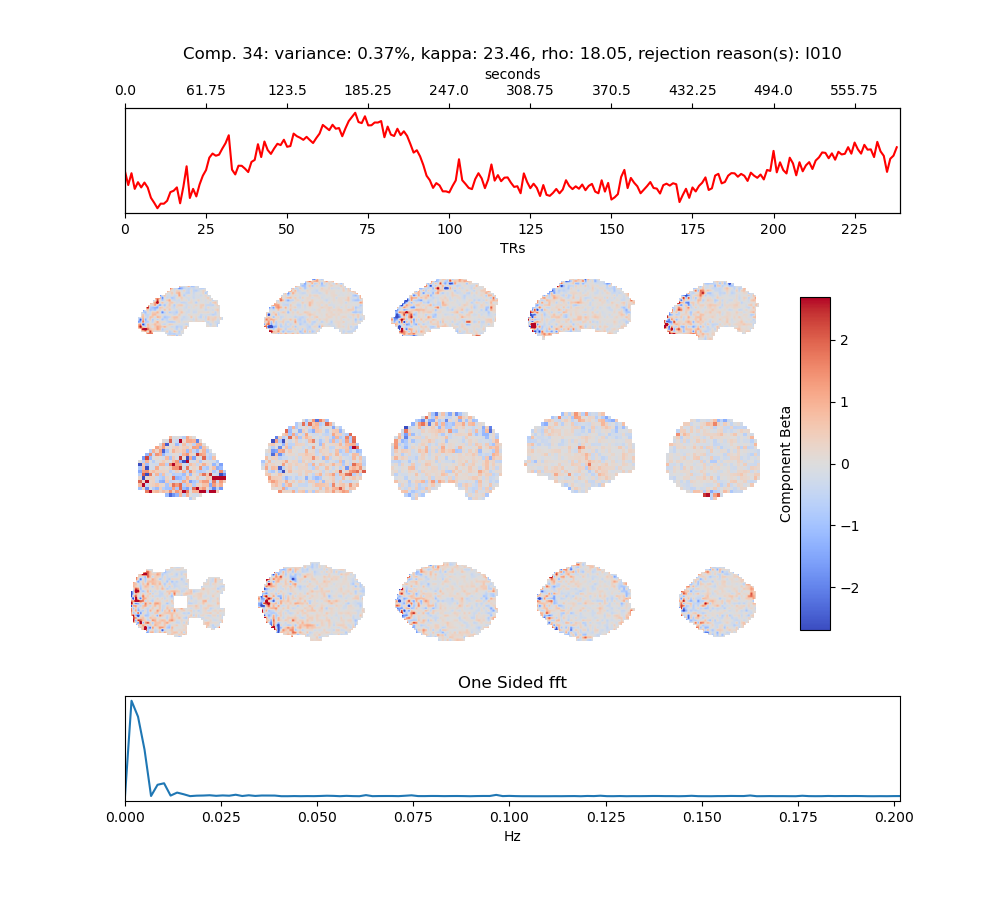 Comp. 34: variance: 0.37%, kappa: 23.46, rho: 18.05, rejection reason(s): I010
seconds
0.0 61.75 123.5 185.25 247.0 308.75 370.5 432.25 494.0 555.75
0 25 50 75 100 125 150 175 200 225
TRs
2
1
0
−1
−2
Component Beta
One Sided fft
0.000 0.025 0.050 0.075 0.100 0.125 0.150 0.175 0.200
Hz